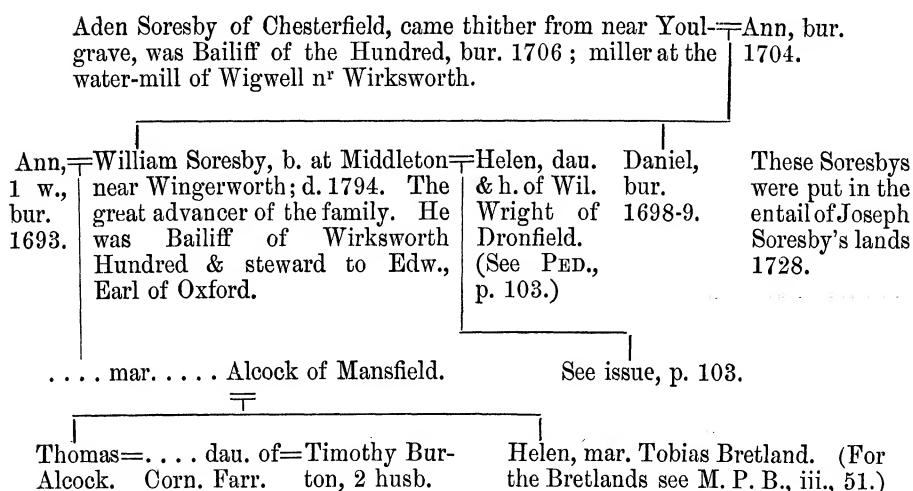 Aden Soresby of Chesterfield, came thither from near Youl-
grave, was Bailiff of the Hundred, bur. 1706 ; miller at the
water-mill of Wigwell nr Wirksworth.
Ann, bur.
1704.
Ann,
1 w.,
bur.
1693.
William Soresby, b. at Middleton
near Wingerworth; d. 1794. The
great advancer of the family. He
was Bailiff of Wirksworth
Hundred & steward to Edw.,
Earl of Oxford.
Helen, dau.
& h. of Wil.
Wright of
Dronfield.
(See PED.,
p. 103.)
Daniel,
bur.
1698-9.
These Soresbys
were put in the
entail of Joseph
Soresby's lands
1728.
. . . . mar. . . . . Alcock of Mansfield.
See issue, p. 103.
Thomas=. . . . dau. of=Timothy Bur-
Alcock. Corn. Farr. ton, 2 husb.
Helen, mar. Tobias Bretland. (For
the Bretlands see M. P. B., iii., 51.)